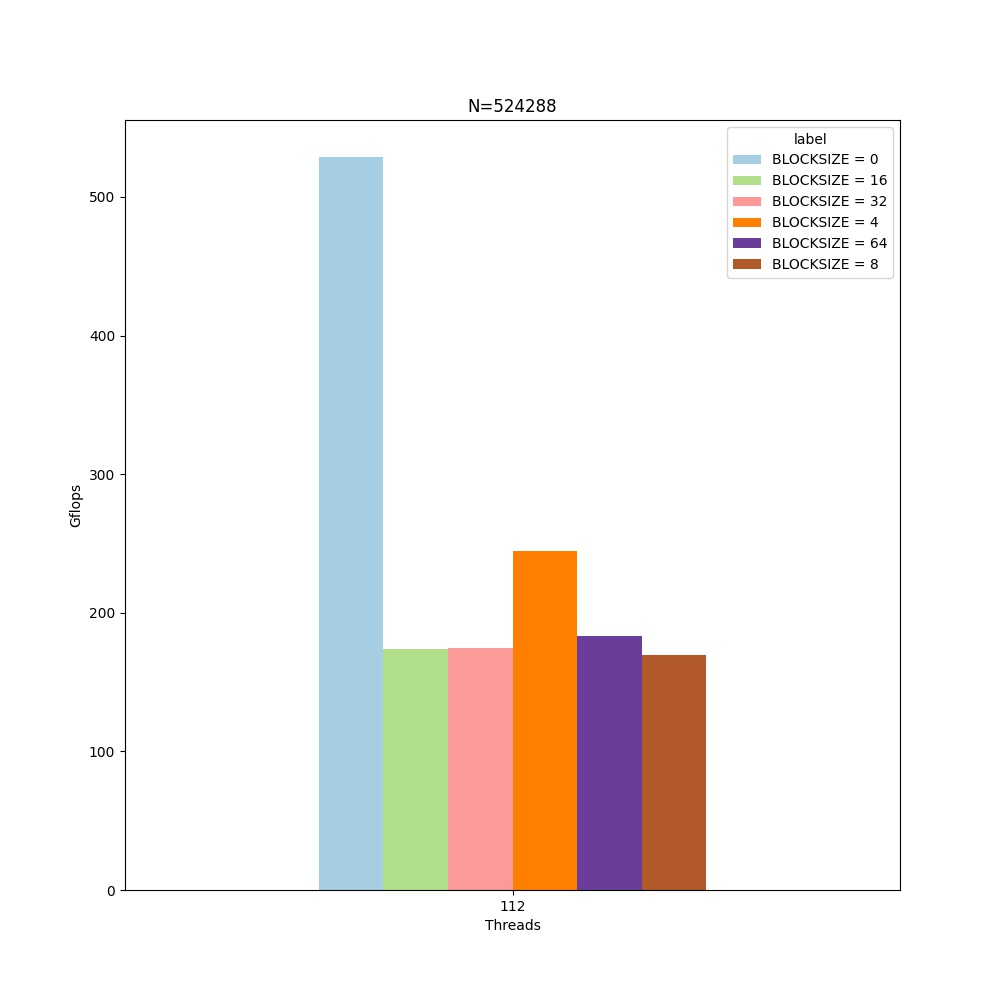 N=524288
label
BLOCKSIZE = 0
BLOCKSIZE = 16
BLOCKSIZE = 32
BLOCKSIZE = 4
BLOCKSIZE = 64
BLOCKSIZE = 8
500
400
300
200
100
0
Gflops
112
Threads